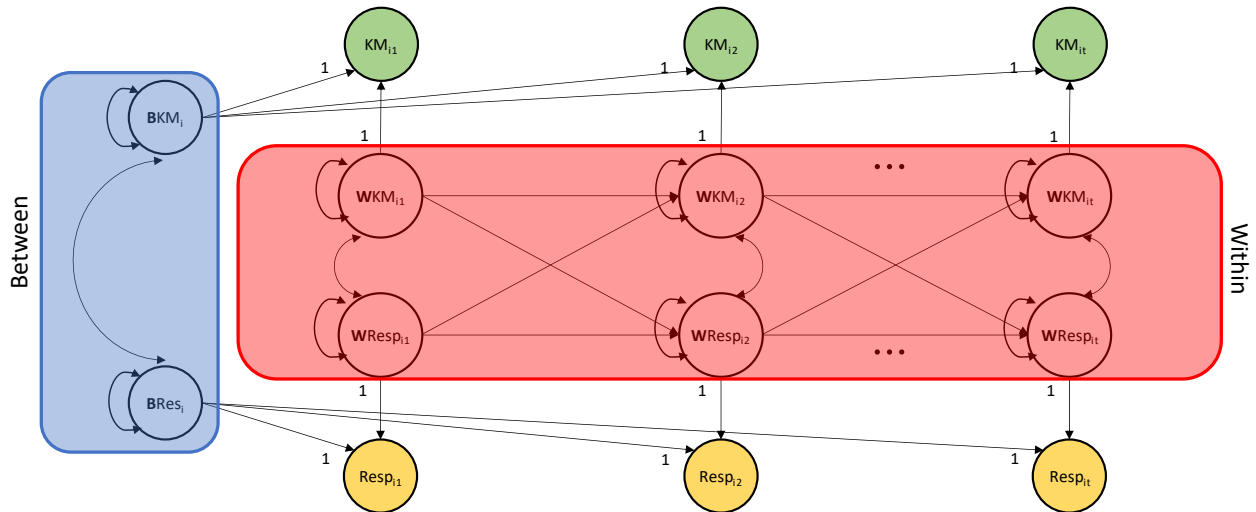 KMi1 KMi2 KMit
1 1 1
BKMi
1 1 1
...
WKMi1 WKMi2 WKMit
Between
Within
WRespi1 WRespi2 WRespit
...
1 1 1
BResi
1 1 1
Respi1 Respi2 Respit